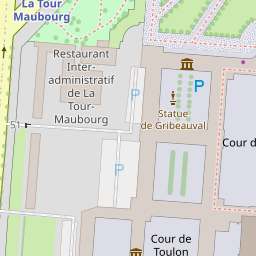 La Tour
Maubourg
Restaurant
Inter-
administratif
de La
Tour-
Maubourg
P
P
P
Statue
de Gribeauval
51
Cour d
Cour de
Toulon